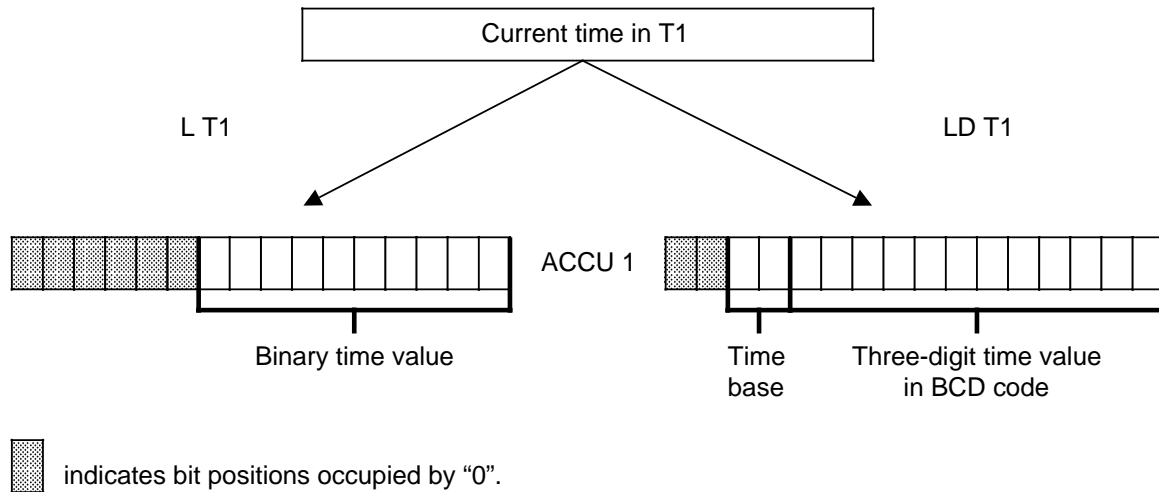 Current time in T1
L T1
LD T1
ACCU 1
Binary time value
Time
base
Three-digit time value
in BCD code
indicates bit positions occupied by “0”.